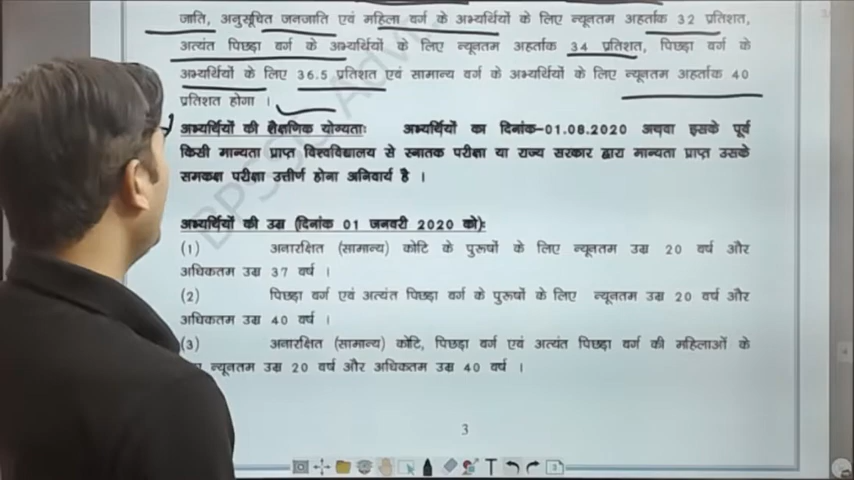 जाति, अनुसूचित जनजाति एवं महिला वर्ग के अभ्यर्थियों के लिए न्यूनतम अहर्तांक 32 प्रतिशत,
अत्यंत पिछड़ा वर्ग के अभ्यर्थियों के लिए न्यूनतम अहर्तांक 34 प्रतिशत, पिछड़ा वर्ग के
अभ्यर्थियों के लिए 36.5 प्रतिशत एवं सामान्य वर्ग के अभ्यर्थियों के लिए न्यूनतम अहर्तांक 40
प्रतिशत होगा ।
अभ्यर्थियों की शैक्षणिक योग्यताः अभ्यर्थियों का दिनांक-01.08.2020 अथवा इसके पूर्व
किसी मान्यता प्राप्त विश्वविद्यालय से स्नातक परीक्षा या राज्य सरकार द्वारा मान्यता प्राप्त उसके
समकक्ष परीक्षा उत्तीर्ण होना अनिवार्य है ।
अभ्यर्थियों की उम्र (दिनांक 01 जनवरी 2020 को):
(1) अनारक्षित (सामान्य) कोटि के पुरूषों के लिए न्यूनतम उम्र 20 वर्ष और
अधिकतम उम्र 37 वर्ष ।
(2) पिछड़ा वर्ग एवं अत्यंत पिछड़ा वर्ग के पुरूषों के लिए न्यूनतम उम्र 20 वर्ष और
अधिकतम उम्र 40 वर्ष ।
(3) अनारक्षित (सामान्य) कोटि, पिछड़ा वर्ग एवं अत्यंत पिछड़ा वर्ग की महिलाओं के
न्यूनतम उम्र 20 वर्ष और अधिकतम उम्र 40 वर्ष ।
3